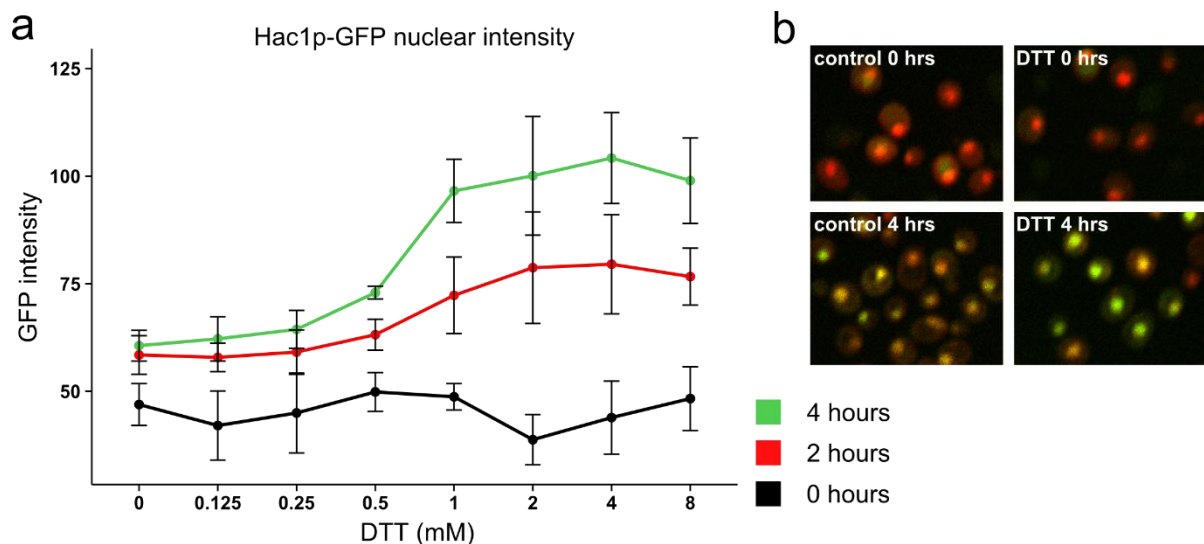 a
Hac1p-GFP nuclear intensity
125
100
75
50
GFP intensity
0 0.125 0.25 0.5 1 2 4 8
DTT (mM)
b
control 0 hrs
DTT 0 hrs
control 4 hrs
DTT 4 hrs
4 hours
2 hours
0 hours